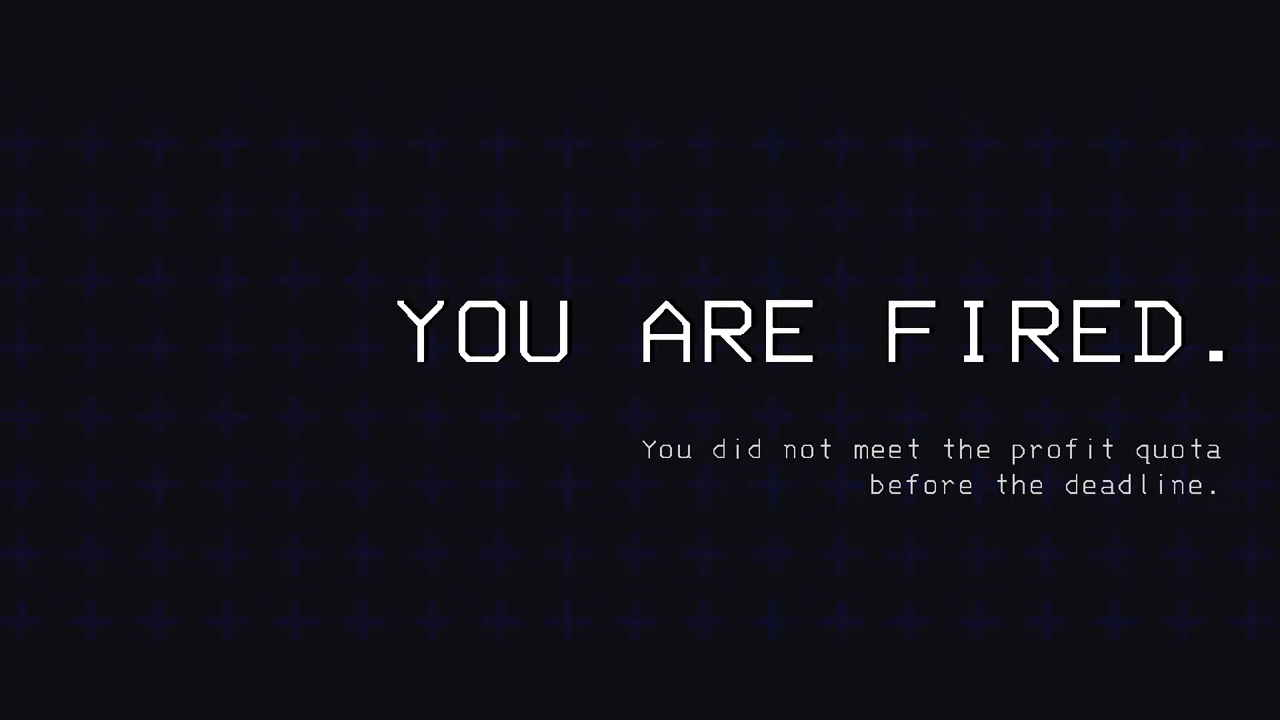 YOU ARE FIRED.
You did not meet the profit quota
before the deadline.